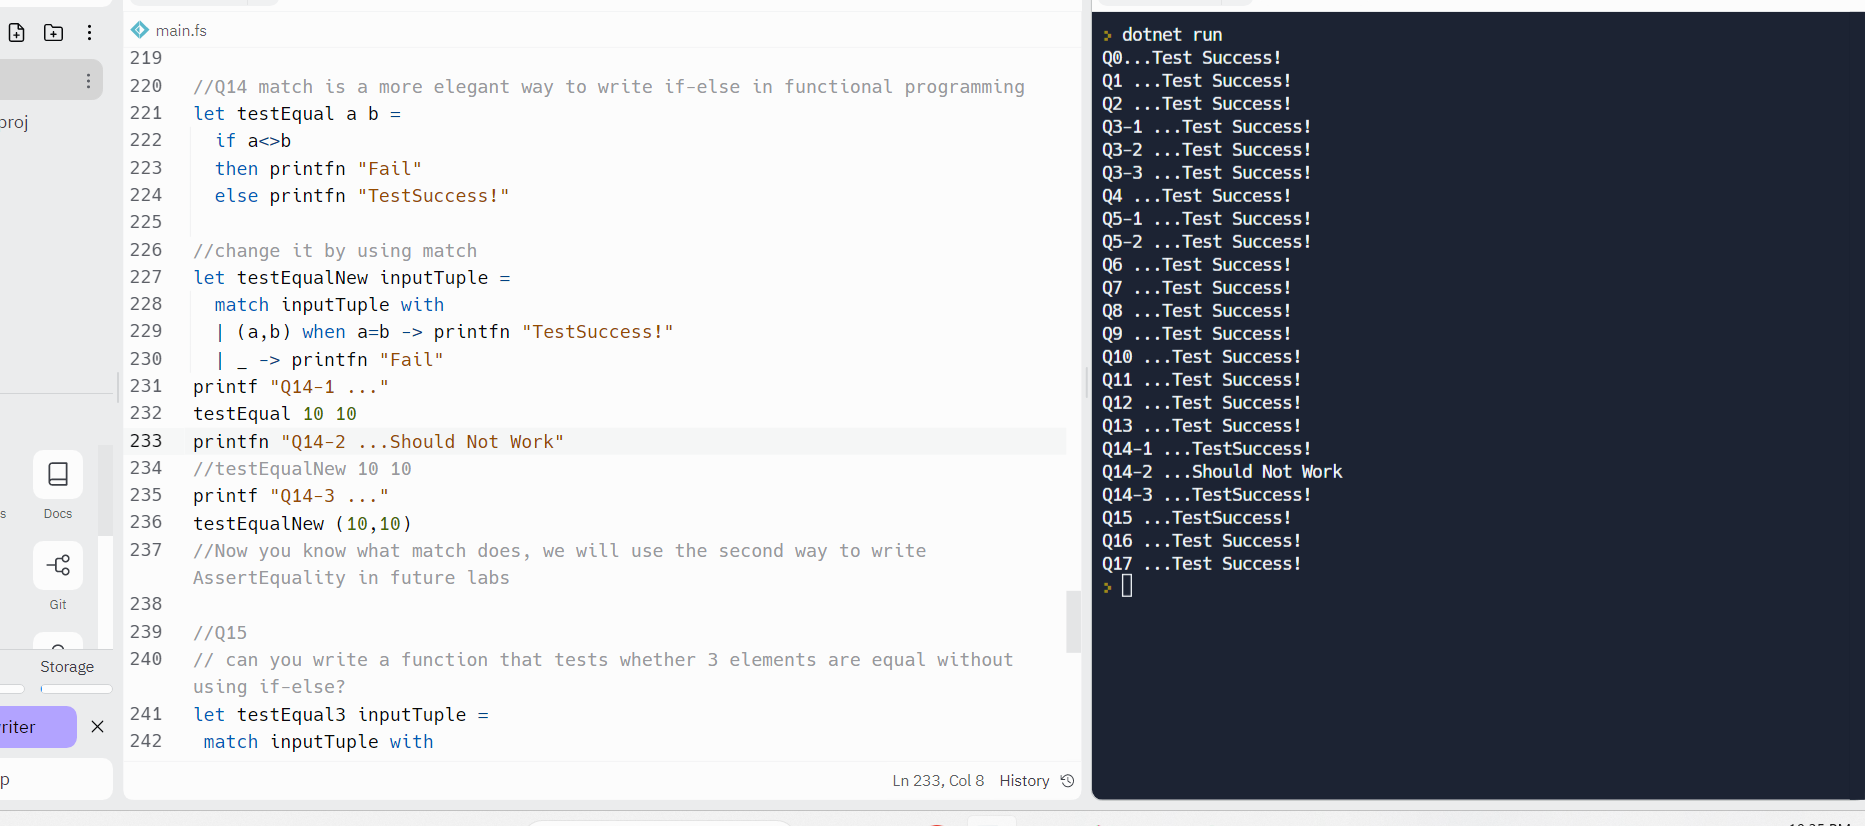 main.fs
219
220 //Q14 match is a more elegant way to write if-else in functional programming
221 let testEqual a b =
222 if a<>b
223 then printfn "Fail"
224 else printfn "TestSuccess!"
225
226 //change it by using match
227 let testEqualNew inputTuple =
228 match inputTuple with
229 | (a,b) when a=b -> printfn "TestSuccess!"
230 | _ -> printfn "Fail"
231 printf "Q14-1 ..."
232 testEqual 10 10
233 printfn "Q14-2 ...Should Not Work"
234 //testEqualNew 10 10
235 printf "Q14-3 ..."
236 testEqualNew (10,10)
237 //Now you know what match does, we will use the second way to write
AssertEquality in future labs
238
239 //Q15
240 // can you write a function that tests whether 3 elements are equal without
using if-else?
241 let testEqual3 inputTuple =
242 match inputTuple with
Ln 233, Col 8 History
proj
s
Docs
Git
Storage
riter
p
> dotnet run
Q0...Test Success!
Q1 ...Test Success!
Q2 ...Test Success!
Q3-1 ...Test Success!
Q3-2 ...Test Success!
Q3-3 ...Test Success!
Q4 ...Test Success!
Q5-1 ...Test Success!
Q5-2 ...Test Success!
Q6 ...Test Success!
Q7 ...Test Success!
Q8 ...Test Success!
Q9 ...Test Success!
Q10 ...Test Success!
Q11 ...Test Success!
Q12 ...Test Success!
Q13 ...Test Success!
Q14-1 ...TestSuccess!
Q14-2 ...Should Not Work
Q14-3 ...TestSuccess!
Q15 ...TestSuccess!
Q16 ...Test Success!
Q17 ...Test Success!
>